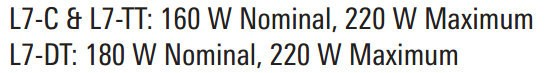 L7-C & L7-TT: 160 W Nominal, 220 W Maximum
L7-DT: 180 W Nominal, 220 W Maximum